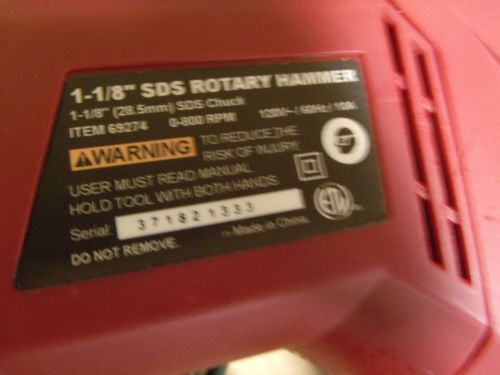 1-1/8" SDS ROTARY HAMMER
1-1/8" (28.5mm) SDS Chuck
ITEM 69274 0-800 RPM 120V~ / 60Hz / 10A
WARNING TO REDUCE THE
RISK OF INJURY,
USER MUST READ MANUAL.
HOLD TOOL WITH BOTH HANDS.
Serial: 371821333
DO NOT REMOVE. Made in China.